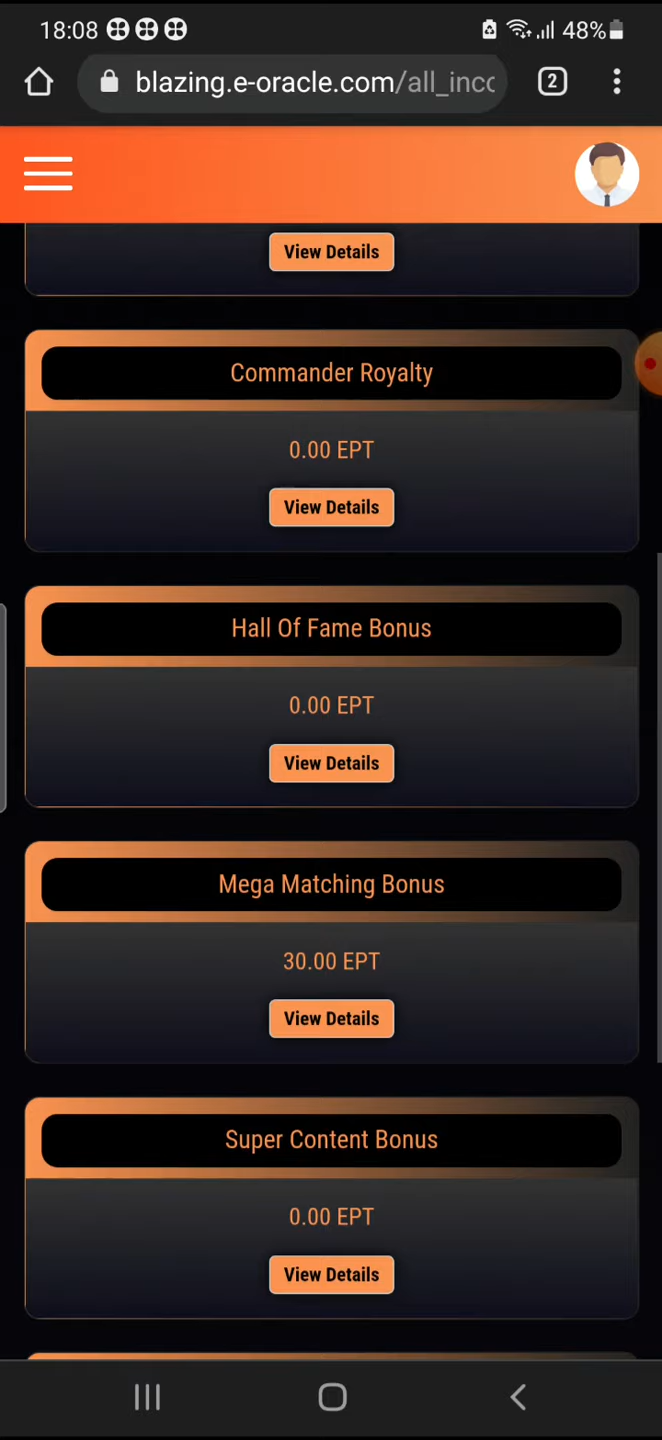 18:08
48%
blazing.e-oracle.com/all_inco
2
View Details
Commander Royalty
0.00 EPT
View Details
Hall Of Fame Bonus
0.00 EPT
View Details
Mega Matching Bonus
30.00 EPT
View Details
Super Content Bonus
0.00 EPT
View Details